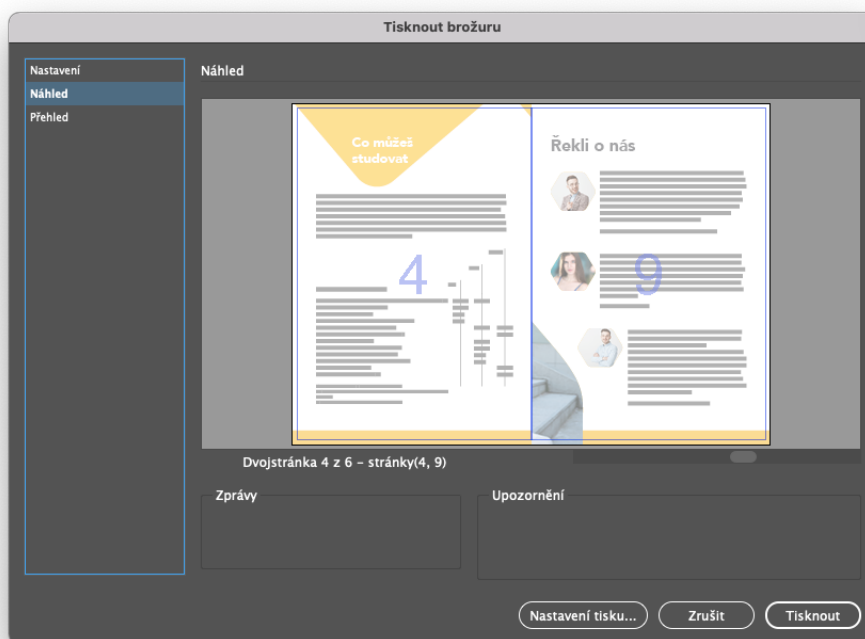 Tisknout brožuru
Nastavení
Náhled
Přehled
Náhled
Co můžeš
studovat
4
Řekli o nás
9
Dvojstránka 4 z 6 – stránky(4, 9)
Zprávy
Upozornění
Nastavení tisku...
Zrušit
Tisknout